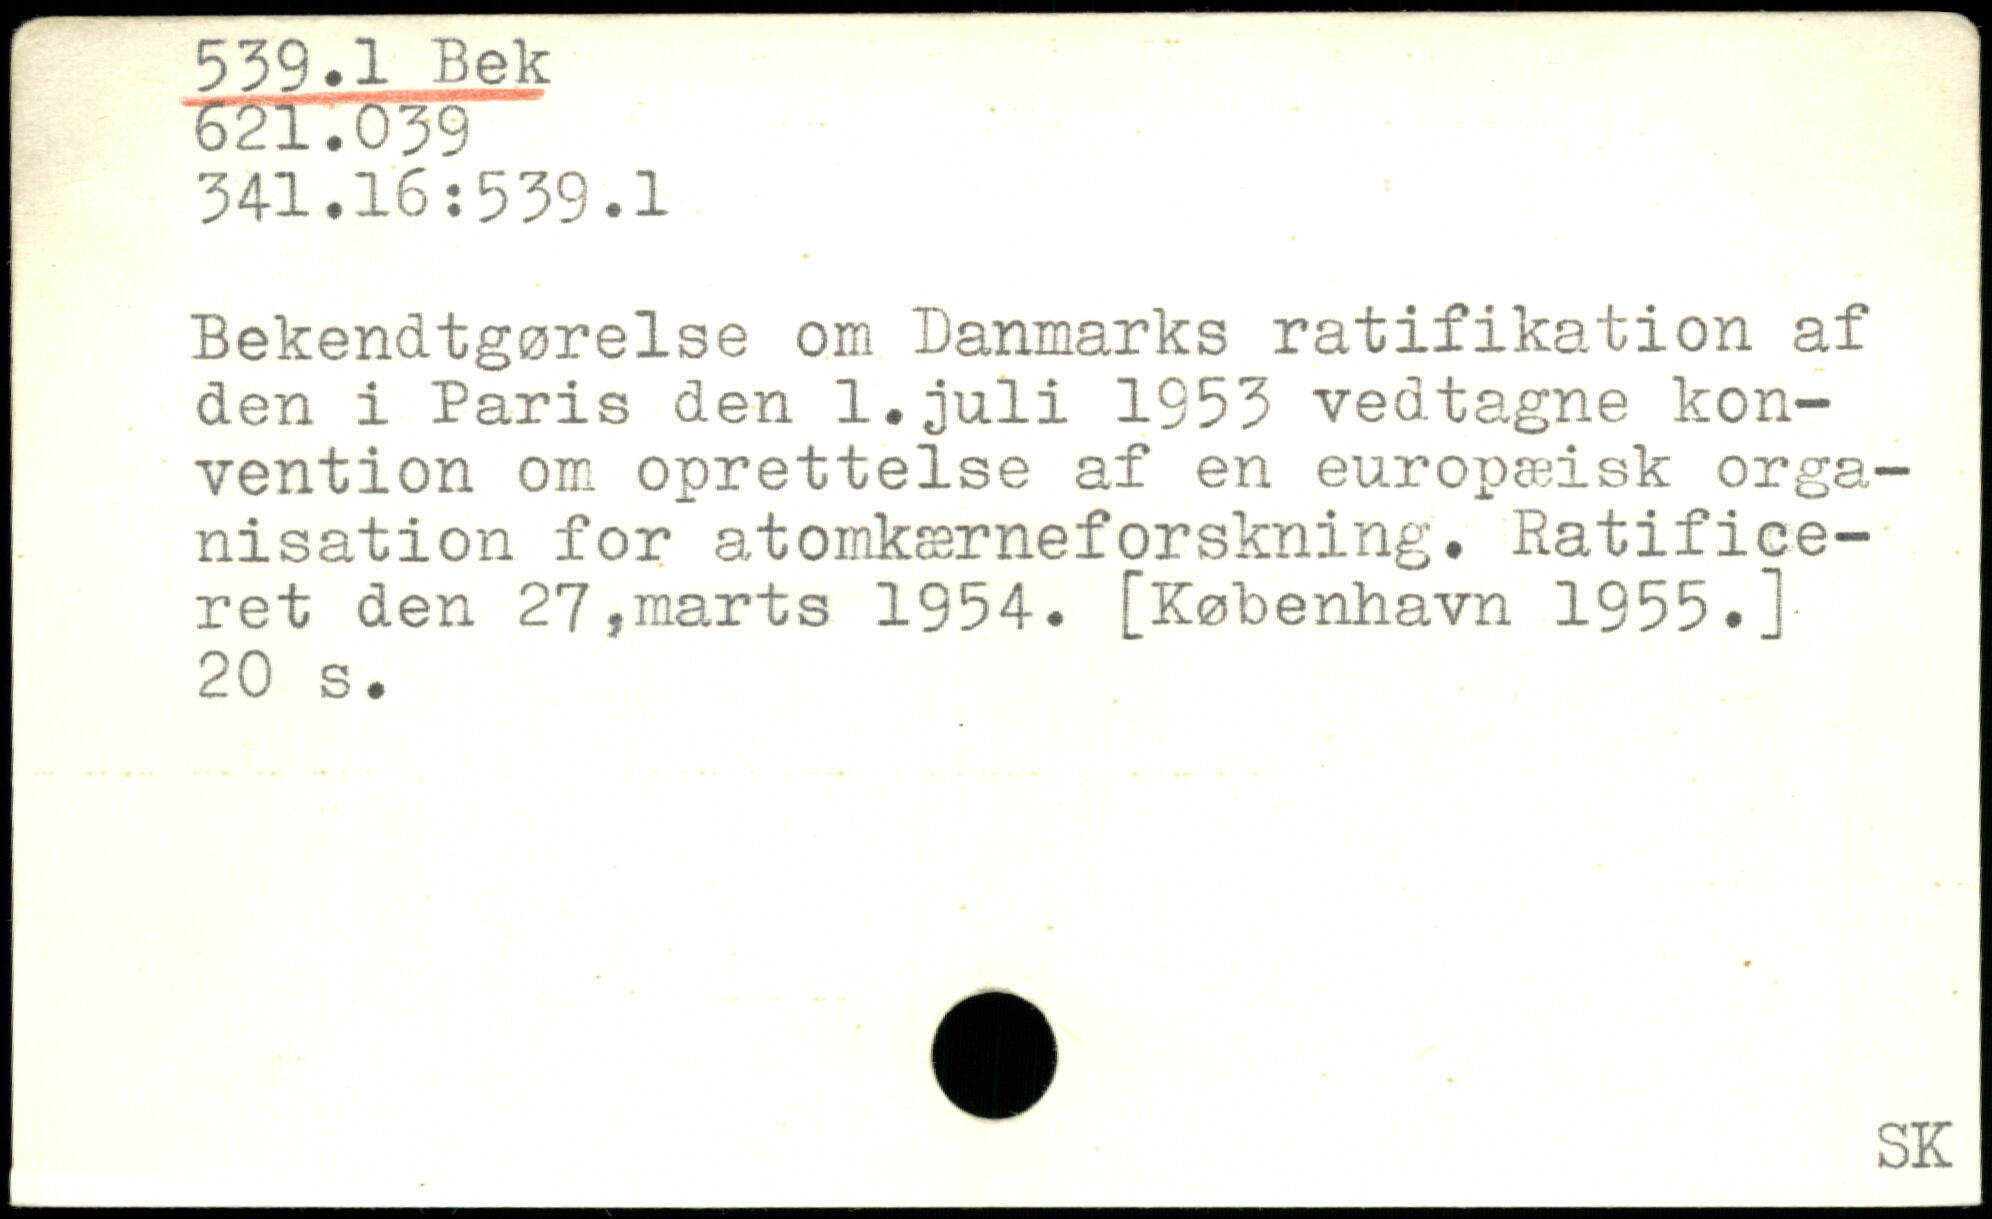 539.1 Bek
621.039
341.16:539.1
Bekendtgørelse om Danmarks ratifikation af
den i Paris den 1.juli 1953 vedtagne kon-
vention om oprettelse af en europæisk orga-
nisation for atomkærneforskning. Ratifice-
ret den 27,marts 1954. [København 1955.]
20 s.
SK